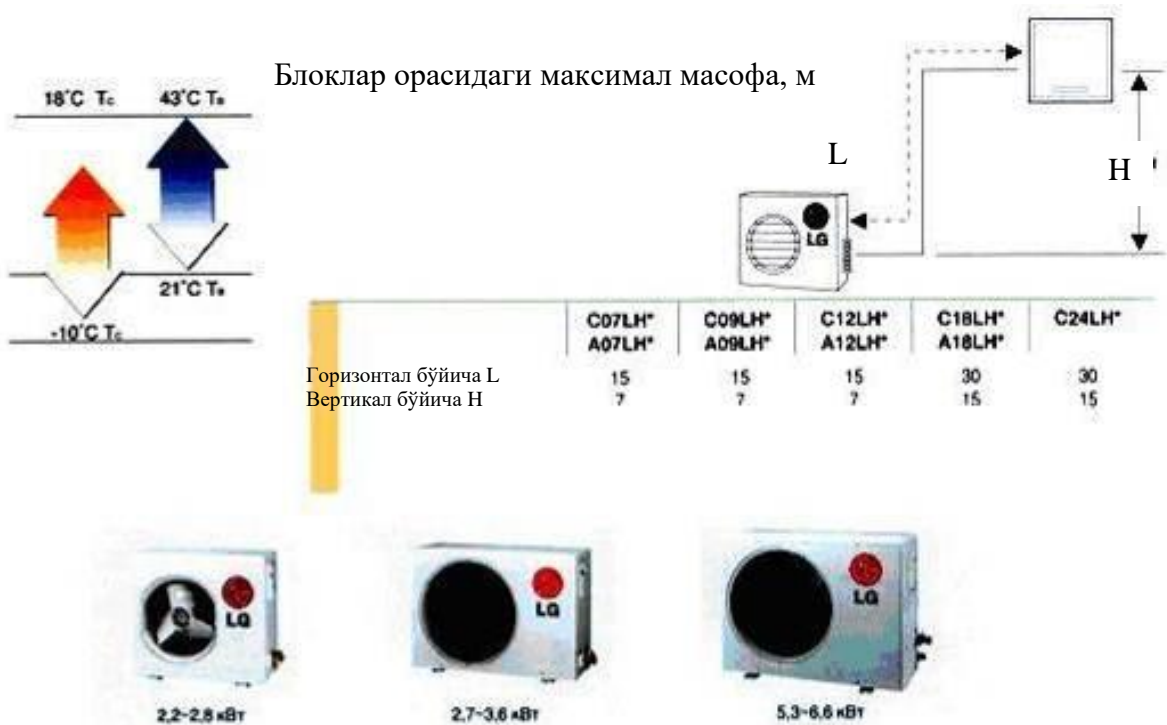 Блоклар орасидаги максимал масофа, м
18°C Tс 43°C Tв
L
H
LG
21°C Tв
-10°C Tс
C07LH* C09LH* C12LH* C18LH* C24LH*
A07LH* A09LH* A12LH* A18LH*
Горизонтал бўйича L 15 15 15 30 30
Вертикал бўйича H 7 7 7 15 15
LG LG LG
2,2~2,8 кВт 2,7~3,6 кВт 5,3~6,6 кВт